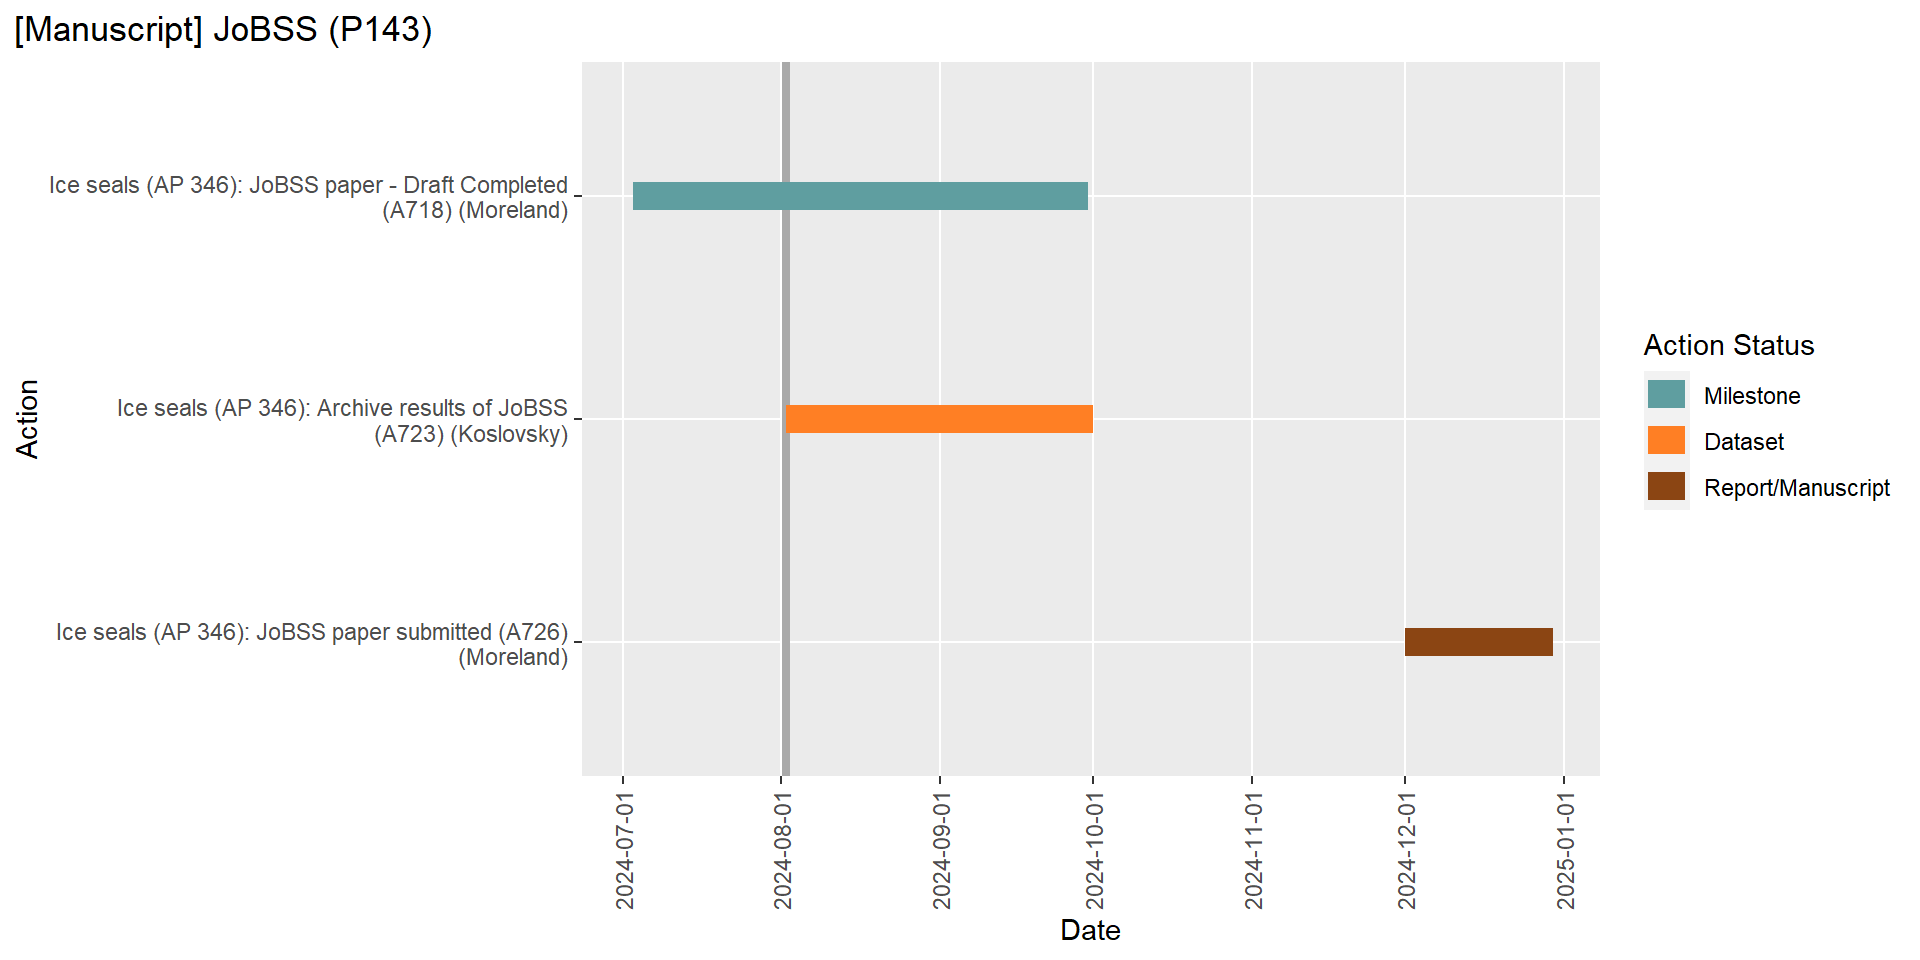 [Manuscript] JoBSS (P143)
Ice seals (AP 346): JoBSS paper - Draft Completed
(A718) (Moreland)
Ice seals (AP 346): Archive results of JoBSS
(A723) (Koslovsky)
Ice seals (AP 346): JoBSS paper submitted (A726)
(Moreland)
Action
2024-07-01
2024-08-01
2024-09-01
2024-10-01
2024-11-01
2024-12-01
2025-01-01
Date
Action Status
Milestone
Dataset
Report/Manuscript